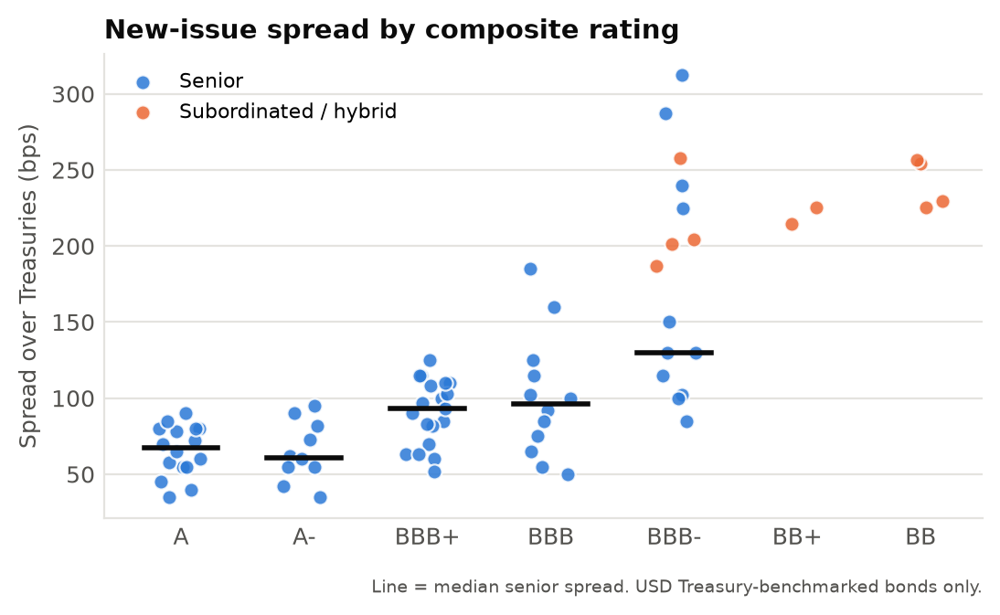 New-issue spread by composite rating
Senior
Subordinated / hybrid
Spread over Treasuries (bps)
300
250
200
150
100
50
A A- BBB+ BBB BBB- BB+ BB
Line = median senior spread. USD Treasury-benchmarked bonds only.